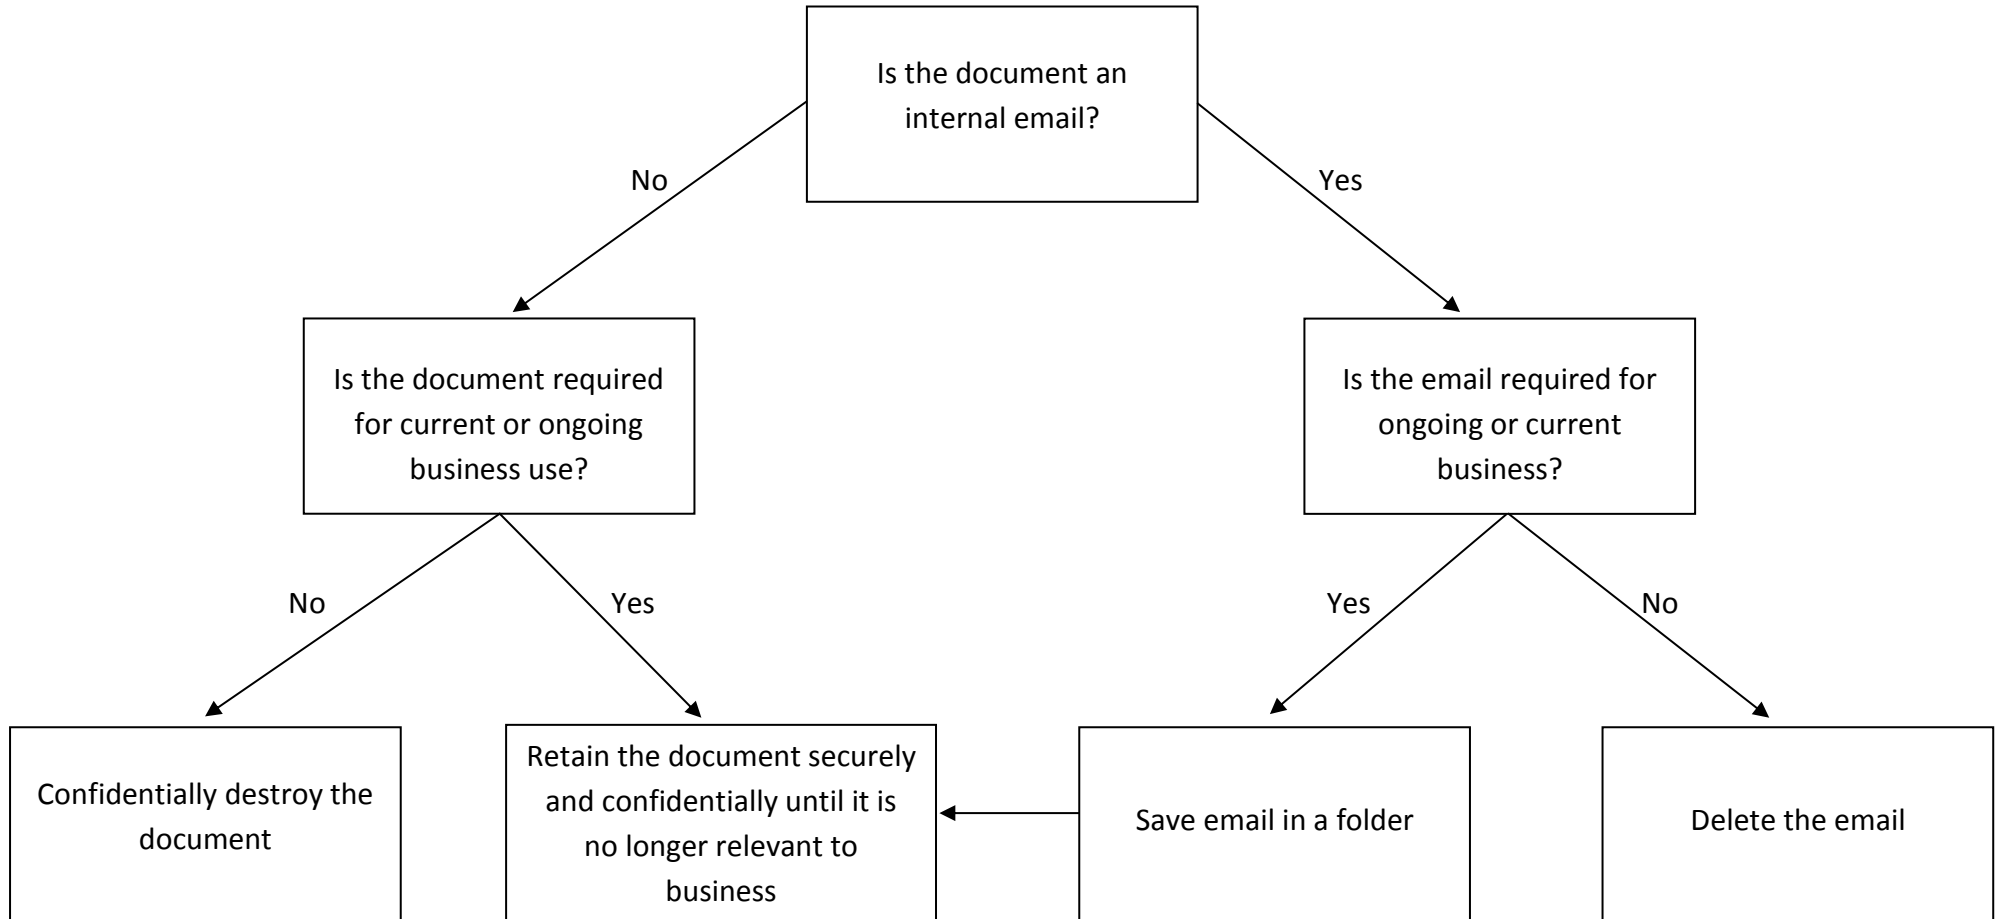 Is the document an
internal email?
No
Yes
Is the document required
for current or ongoing
business use?
Is the email required for
ongoing or current
business?
No
Yes
Yes
No
Confidentially destroy the
document
Retain the document securely
and confidentially until it is
no longer relevant to
business
Save email in a folder
Delete the email